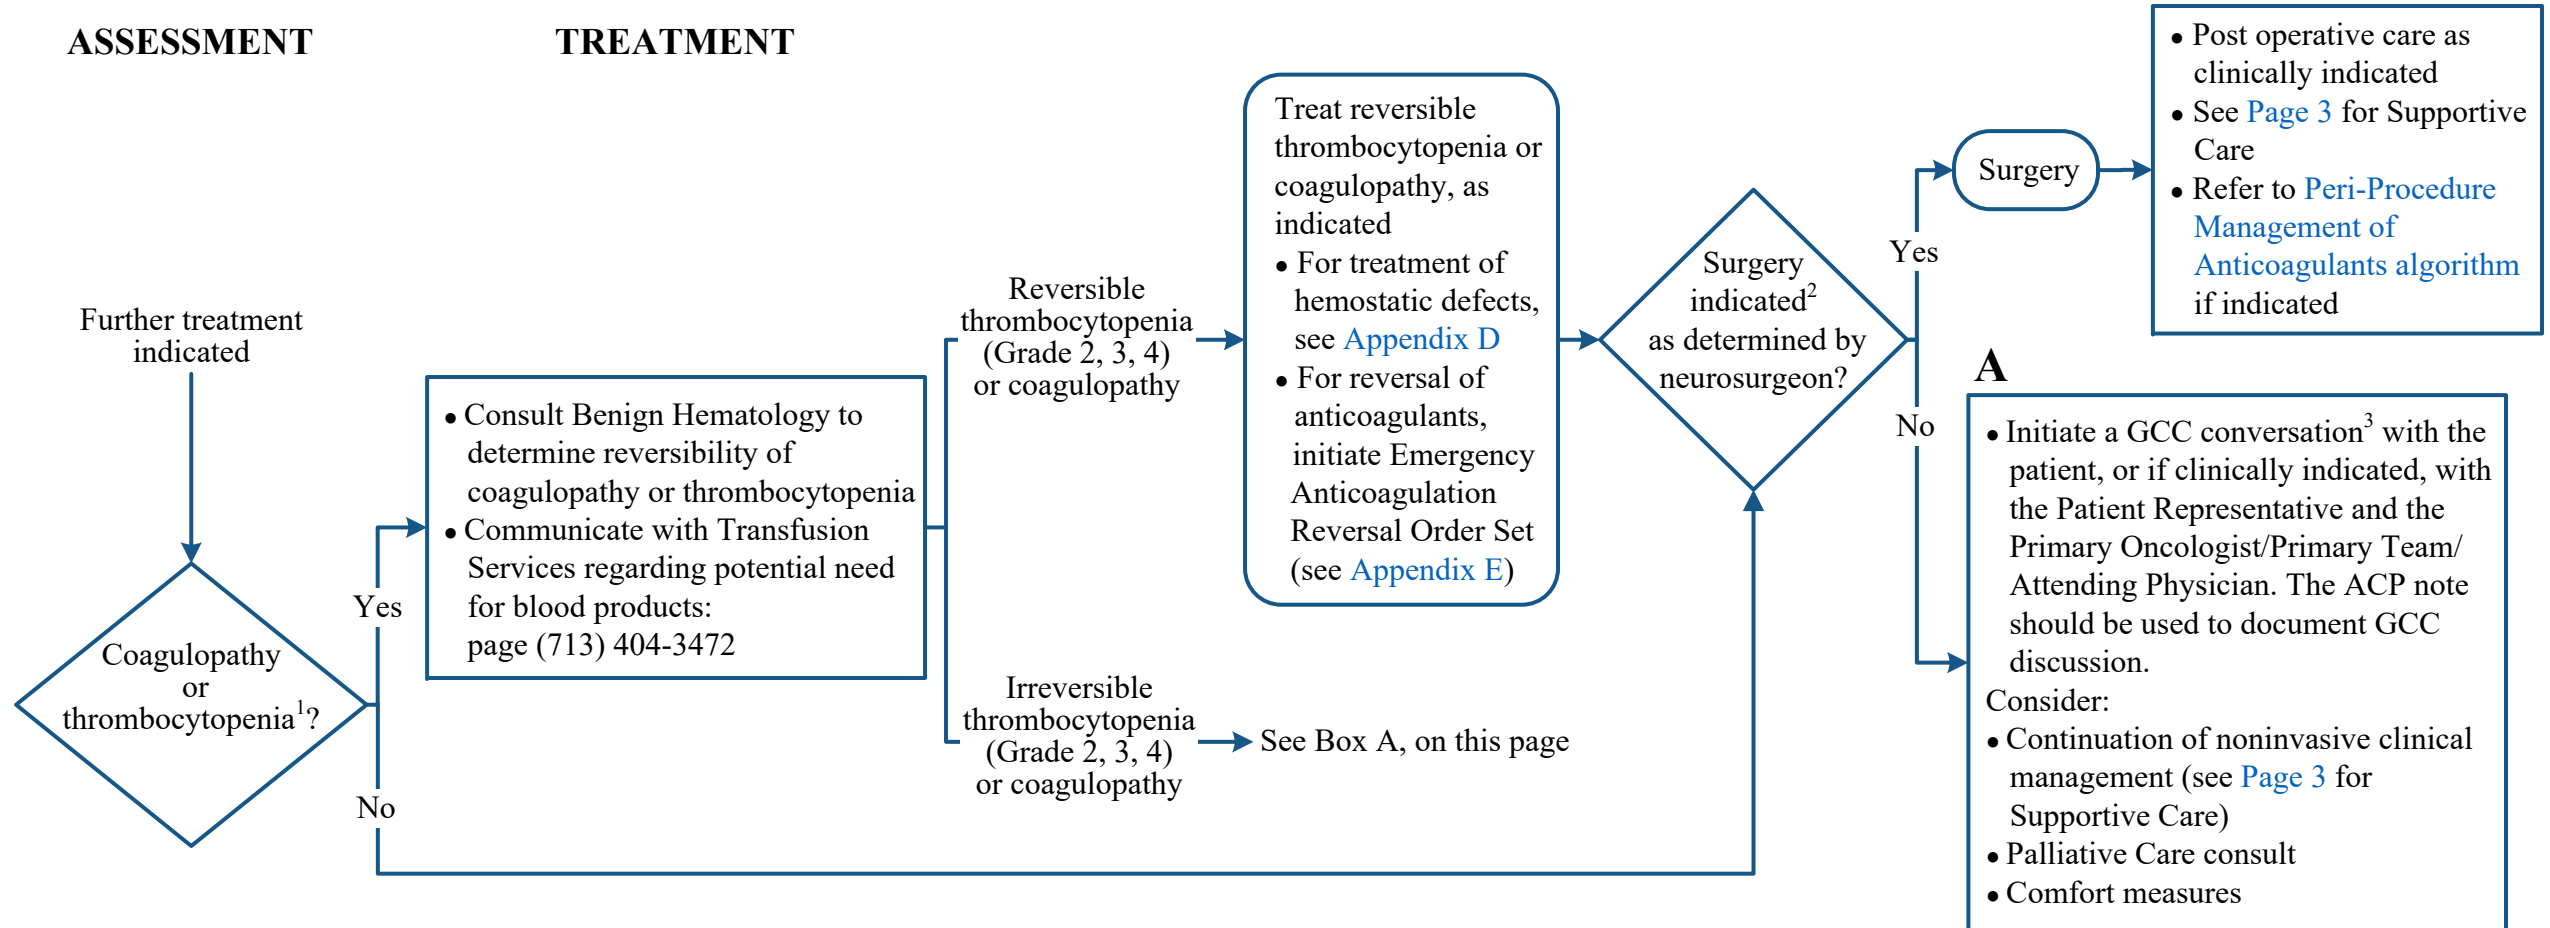 ASSESSMENT
TREATMENT
Further treatment
indicated
Coagulopathy
or
thrombocytopenia1?
Yes
No
● Consult Benign Hematology to
determine reversibility of
coagulopathy or thrombocytopenia
● Communicate with Transfusion
Services regarding potential need
for blood products:
page (713) 404-3472
Reversible
thrombocytopenia
(Grade 2, 3, 4)
or coagulopathy
Irreversible
thrombocytopenia
(Grade 2, 3, 4)
or coagulopathy
See Box A, on this page
Treat reversible
thrombocytopenia or
coagulopathy, as
indicated
● For treatment of
hemostatic defects,
see Appendix D
● For reversal of
anticoagulants,
initiate Emergency
Anticoagulation
Reversal Order Set
(see Appendix E)
Surgery
indicated2
as determined by
neurosurgeon?
Yes
No
Surgery
● Post operative care as
clinically indicated
● See Page 3 for Supportive
Care
● Refer to Peri-Procedure
Management of
Anticoagulants algorithm
if indicated
A
● Initiate a GCC conversation3 with the
patient, or if clinically indicated, with
the Patient Representative and the
Primary Oncologist/Primary Team/
Attending Physician. The ACP note
should be used to document GCC
discussion.
Consider:
● Continuation of noninvasive clinical
management (see Page 3 for
Supportive Care)
● Palliative Care consult
● Comfort measures